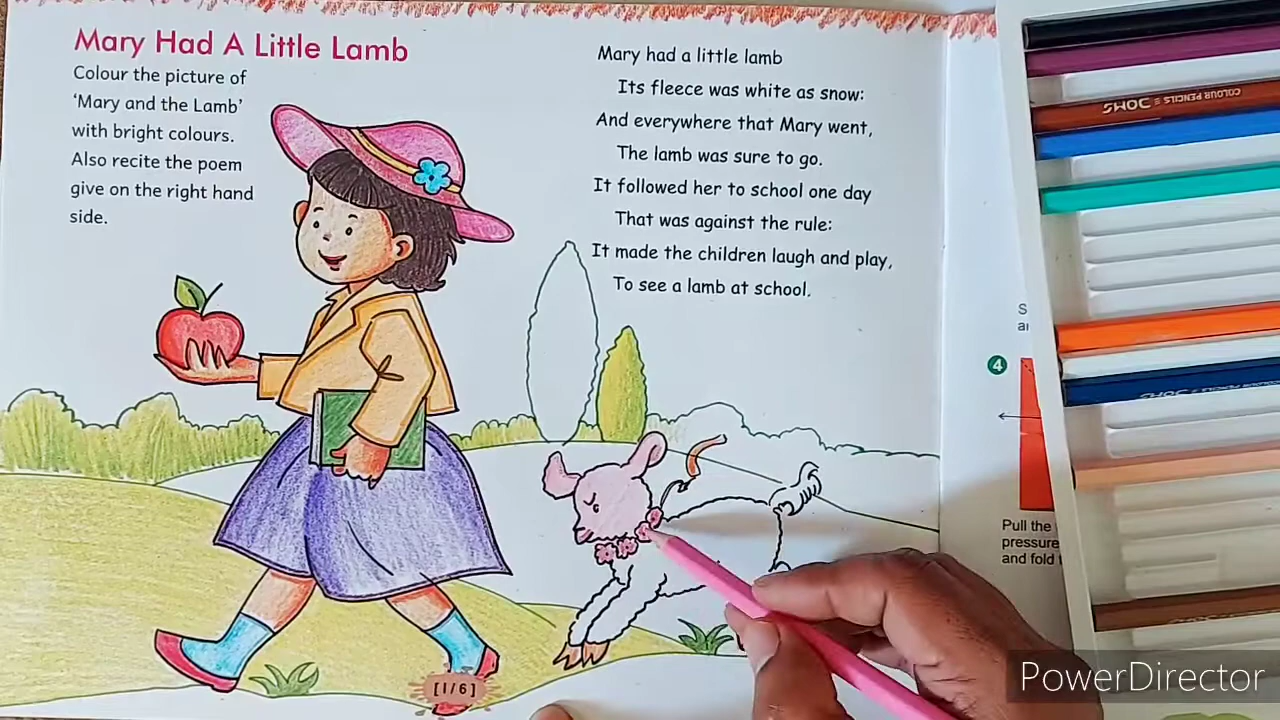 Mary Had A Little Lamb
Colour the picture of
'Mary and the Lamb'
with bright colours.
Also recite the poem
give on the right hand
side.
Mary had a little lamb
Its fleece was white as snow:
And everywhere that Mary went,
The lamb was sure to go.
It followed her to school one day
That was against the rule:
It made the children laugh and play,
To see a lamb at school.
[1/6]
4
Pull the
pressure
and fold
COLOUR PENCILS DOMS
PowerDirector